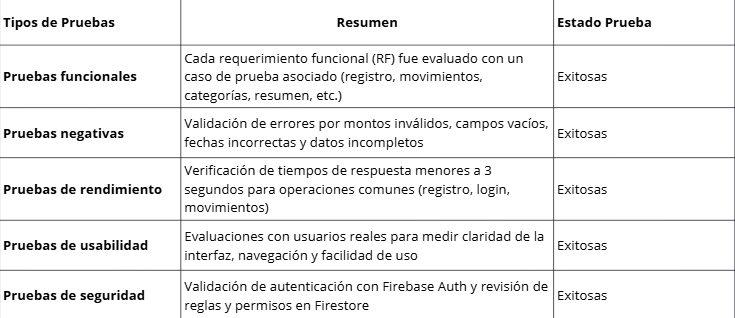 Tipos de Pruebas Resumen Estado Prueba
Cada requerimiento funcional (RF) fue evaluado con un
Pruebas funcionales caso de prueba asociado (registro, movimientos, Exitosas
categorías, resumen, etc.)
Pruebas negativas Validación de errores por montos inválidos, campos vacíos, Exitosas
fechas incorrectas y datos incompletos
Verificación de tiempos de respuesta menores a 3
Pruebas de rendimiento segundos para operaciones comunes (registro, login, Exitosas
movimientos)
Pruebas de usabilidad Evaluaciones con usuarios reales para medir claridad de la Exitosas
interfaz, navegación y facilidad de uso
Pruebas de seguridad Validación de autenticación con Firebase Auth y revisión de Exitosas
reglas y permisos en Firestore